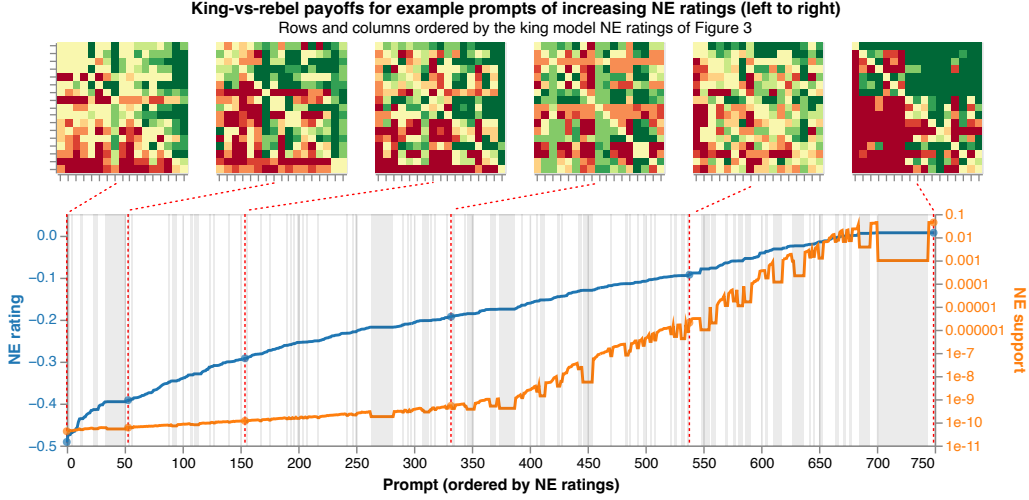 King-vs-rebel payoffs for example prompts of increasing NE ratings (left to right)
Rows and columns ordered by the king model NE ratings of Figure 3
0.0
−0.1
−0.2
−0.3
−0.4
−0.5
NE rating
0.1
0.01
0.001
0.0001
0.00001
0.000001
1e-7
1e-8
1e-9
1e-10
1e-11
NE support
0 50 100 150 200 250 300 350 400 450 500 550 600 650 700 750
Prompt (ordered by NE ratings)